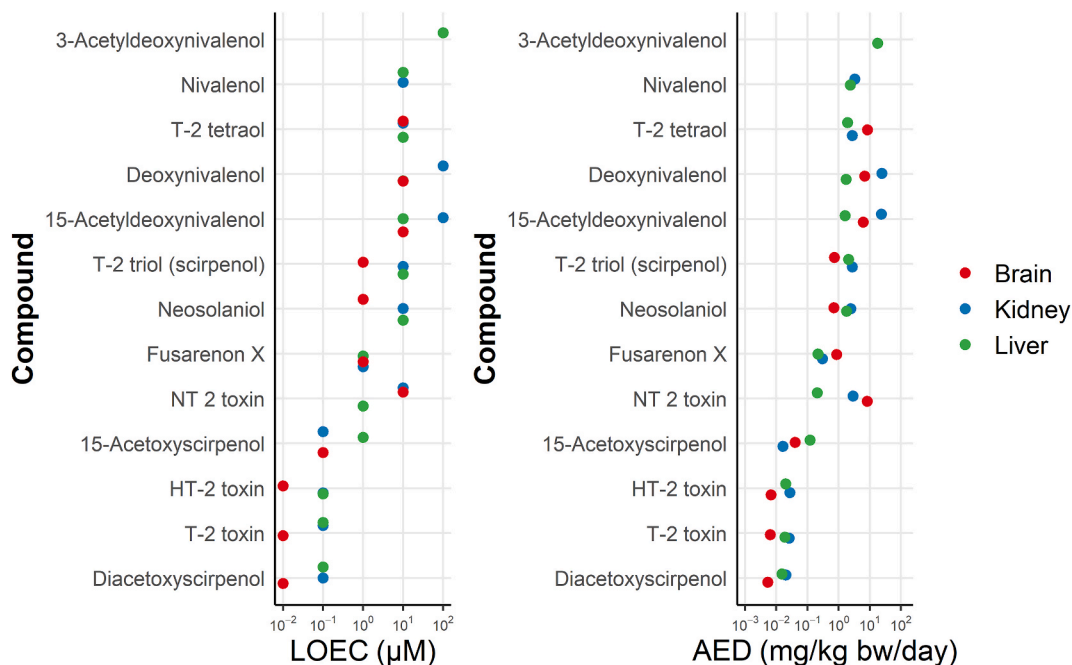 Compound
3-Acetyldeoxynivalenol
Nivalenol
T-2 tetraol
Deoxynivalenol
15-Acetyldeoxynivalenol
T-2 triol (scirpenol)
Neosolaniol
Fusarenon X
NT 2 toxin
15-Acetoxyscirpenol
HT-2 toxin
T-2 toxin
Diacetoxyscirpenol
10⁻² 10⁻¹ 10⁰ 10¹ 10²
LOEC (μM)
Compound
3-Acetyldeoxynivalenol
Nivalenol
T-2 tetraol
Deoxynivalenol
15-Acetyldeoxynivalenol
T-2 triol (scirpenol)
Neosolaniol
Fusarenon X
NT 2 toxin
15-Acetoxyscirpenol
HT-2 toxin
T-2 toxin
Diacetoxyscirpenol
10⁻³ 10⁻² 10⁻¹ 10⁰ 10¹ 10²
AED (mg/kg bw/day)
Brain
Kidney
Liver